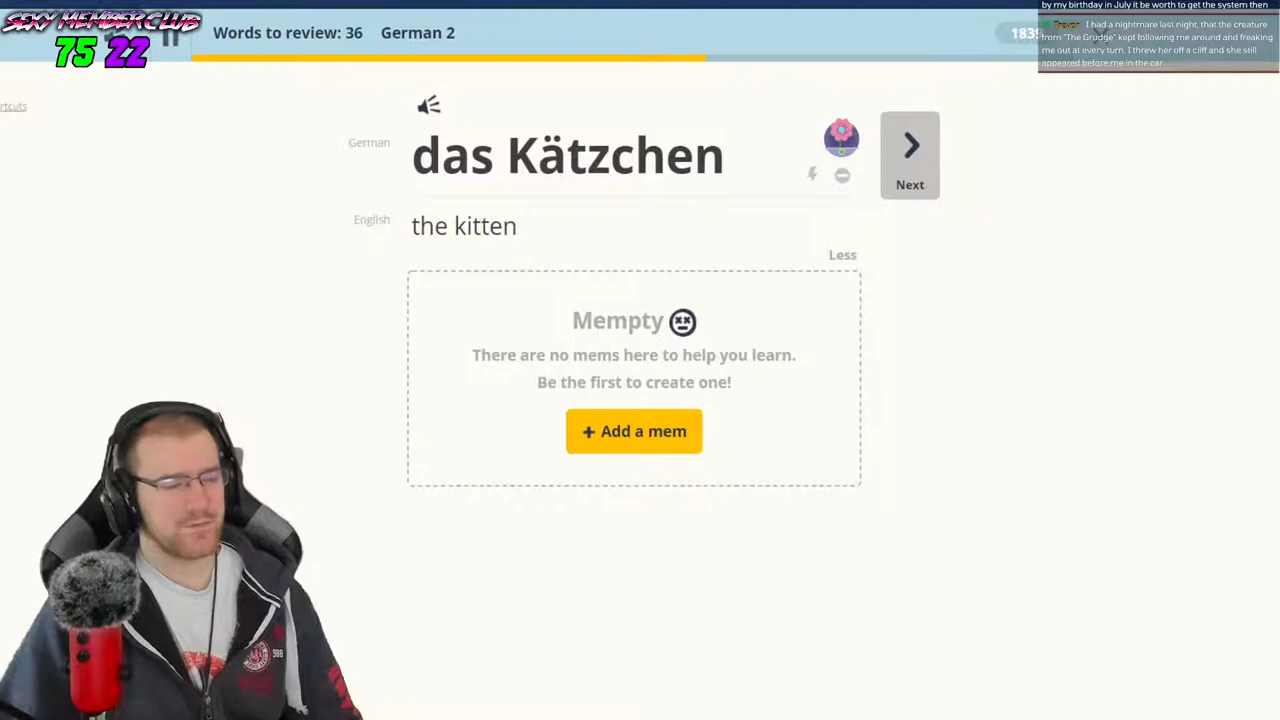 by my birthday in July it be worth to get the system then
SEXY MEMBER CLUB
75 22
Words to review: 36 German 2
Trevor I had a nightmare last night, that the creature
from "The Grudge" kept following me around and freaking
me out at every turn. I threw her off a cliff and she still
appeared before me in the car.
rtcuts
German
das Kätzchen
Next
English
the kitten
Less
Mempty
There are no mems here to help you learn.
Be the first to create one!
+ Add a mem